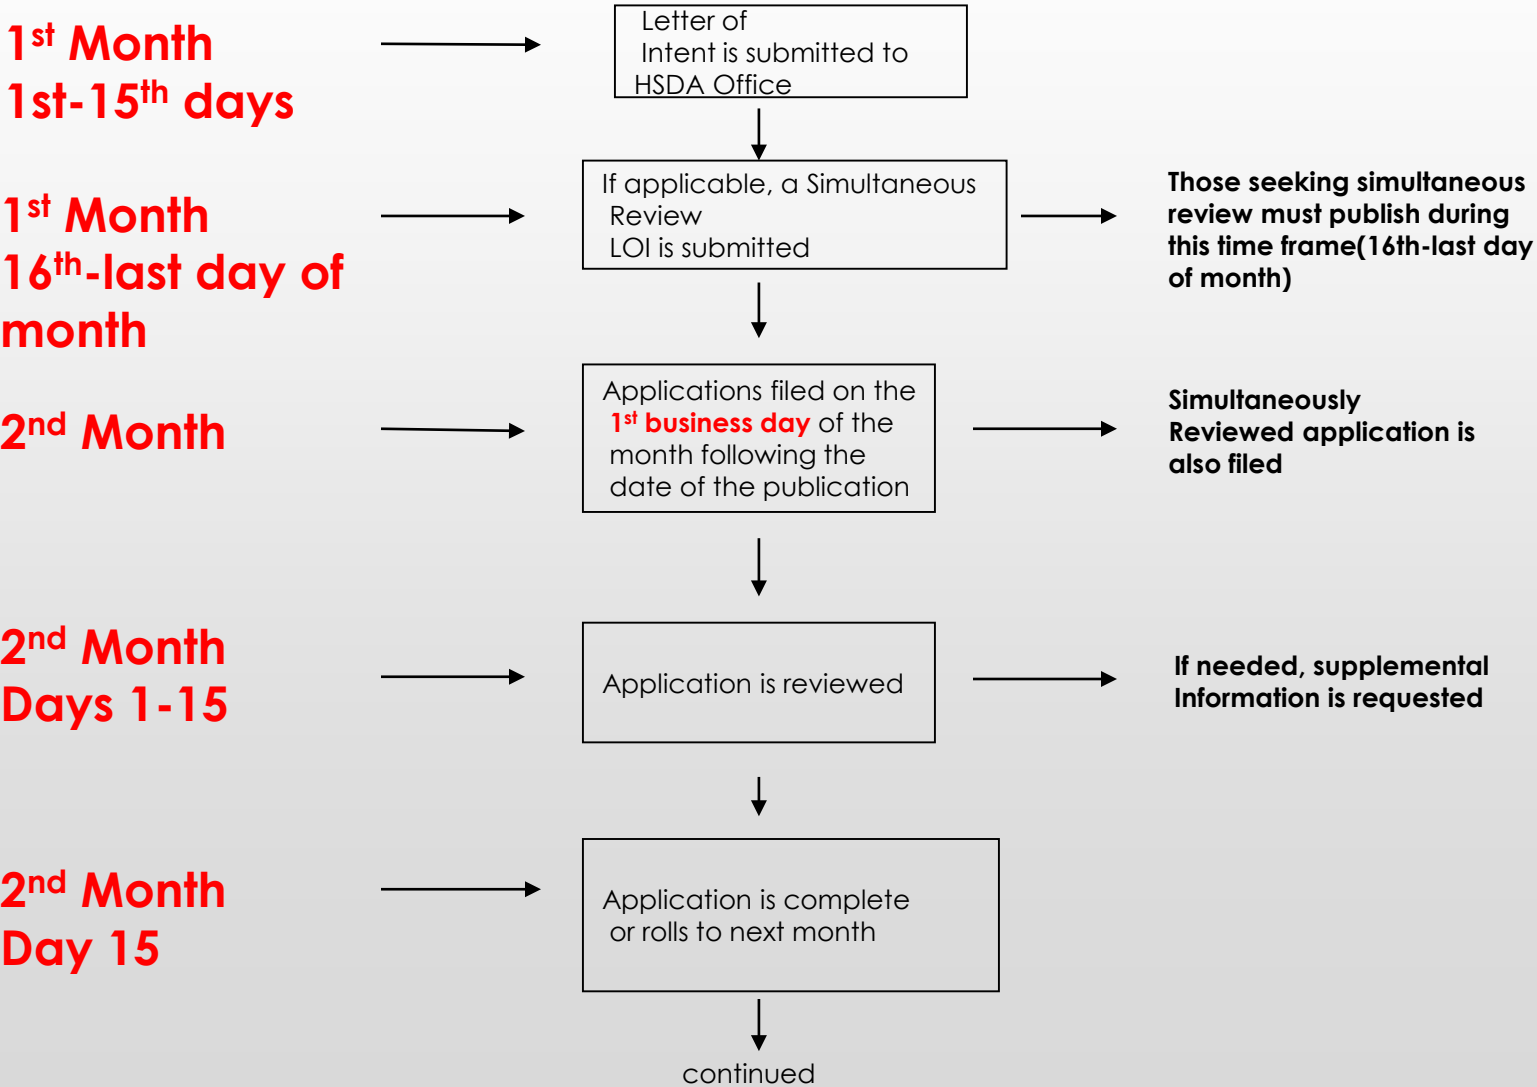 1st Month
1st-15th days
Letter of
Intent is submitted to
HSDA Office
1st Month
16th-last day of
month
If applicable, a Simultaneous
Review
LOI is submitted
Those seeking simultaneous
review must publish during
this time frame(16th-last day
of month)
2nd Month
Applications filed on the
1st business day of the
month following the
date of the publication
Simultaneously
Reviewed application is
also filed
2nd Month
Days 1-15
Application is reviewed
If needed, supplemental
Information is requested
2nd Month
Day 15
Application is complete
or rolls to next month
continued